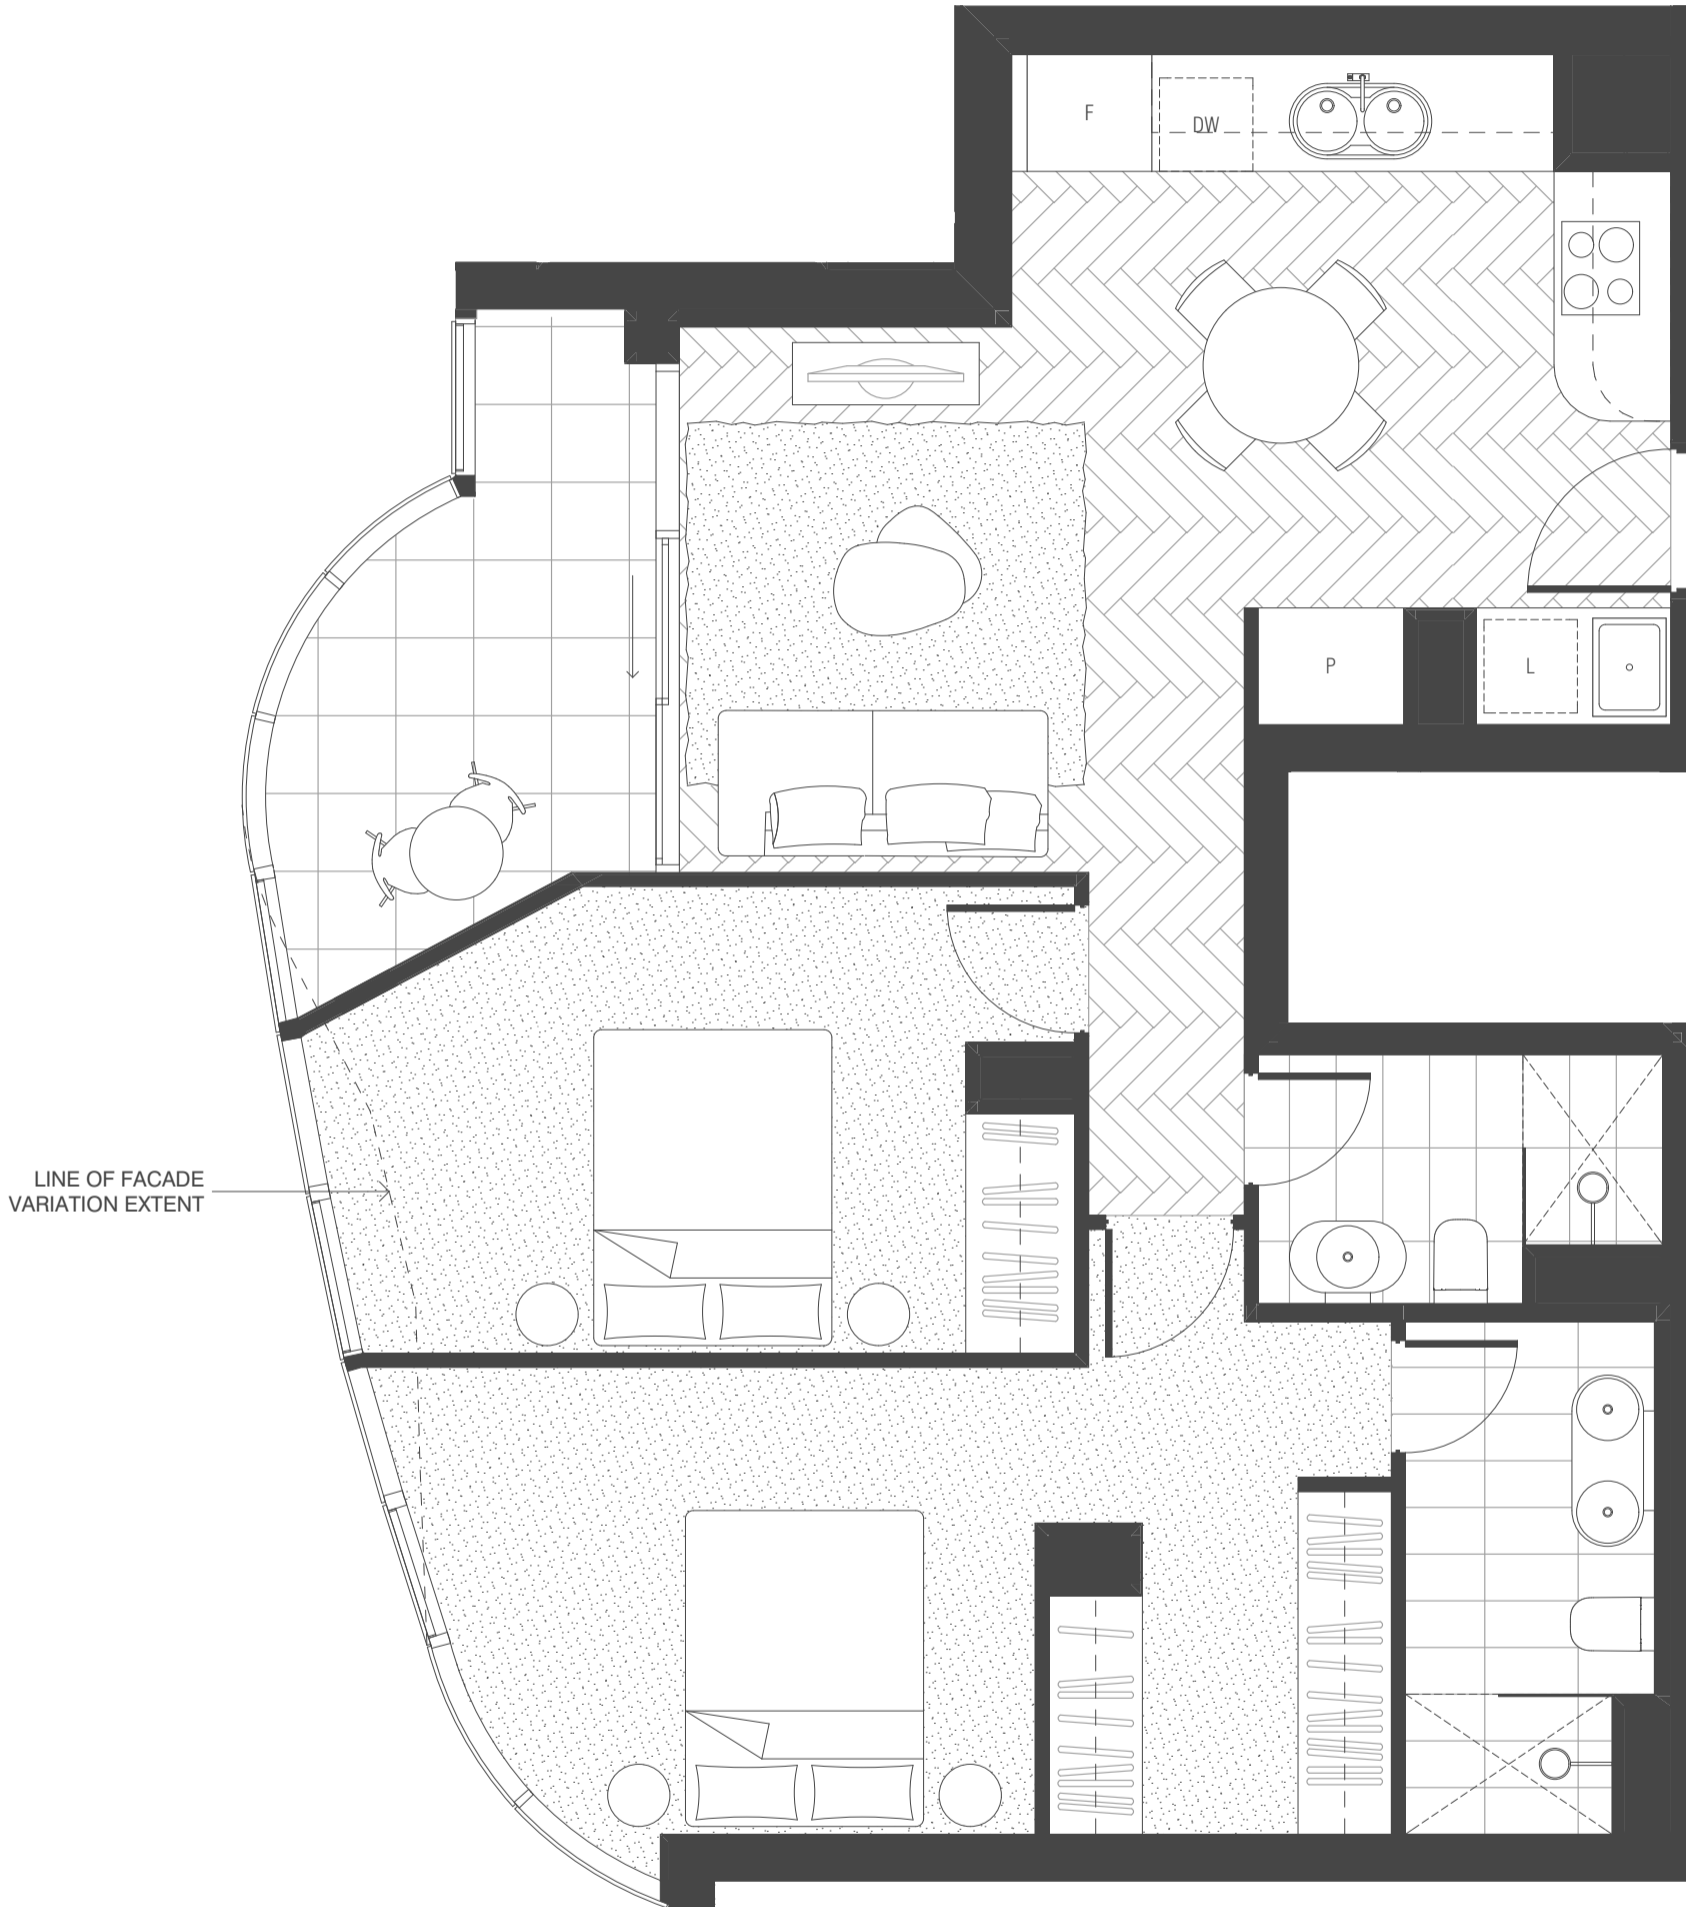 F
DW
P
L
LINE OF FACADE
VARIATION EXTENT